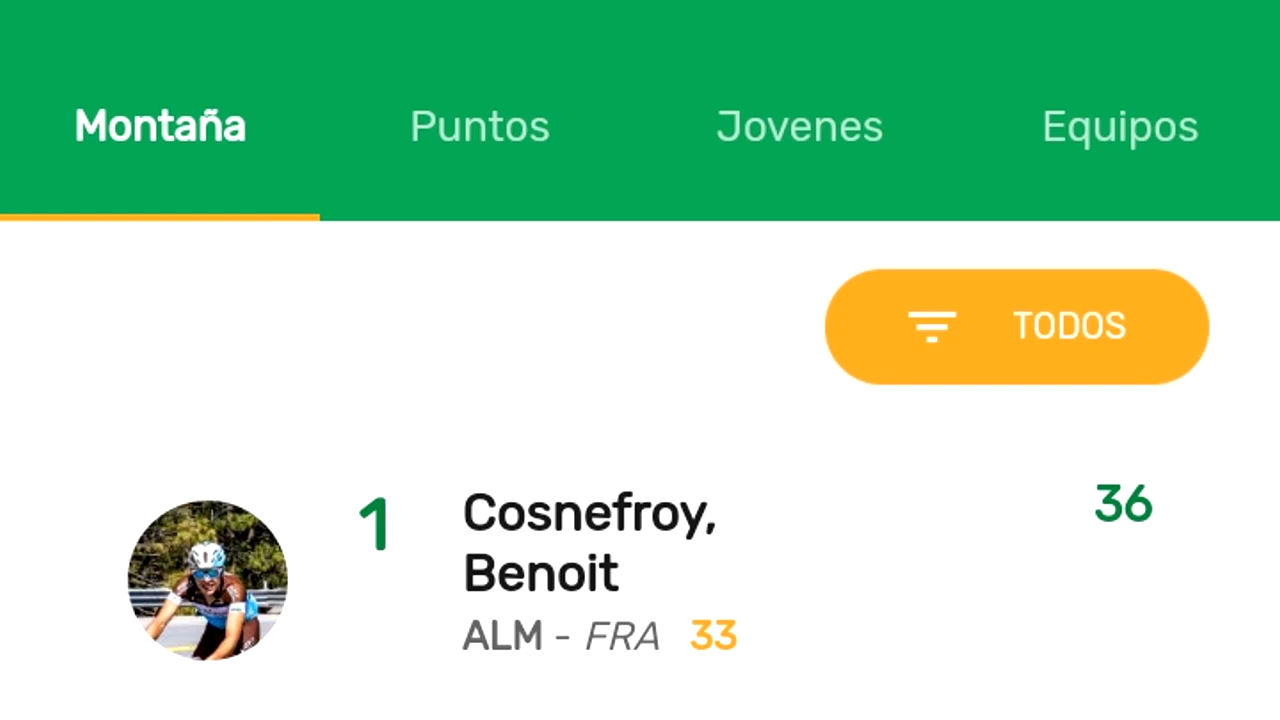 Montaña Puntos Jovenes Equipos
TODOS
1 Cosnefroy, 36
Benoit
ALM - FRA 33